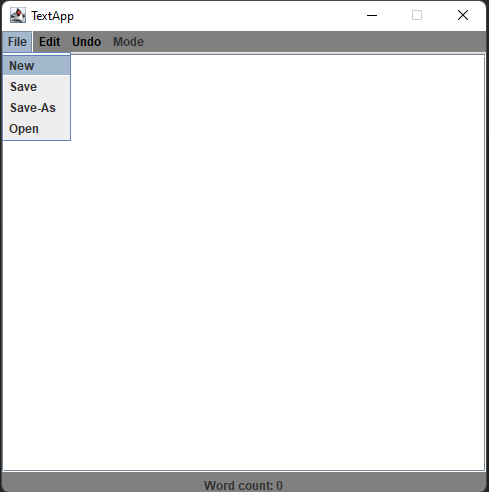 TextApp
File Edit Undo Mode
New
Save
Save-As
Open
Word count: 0